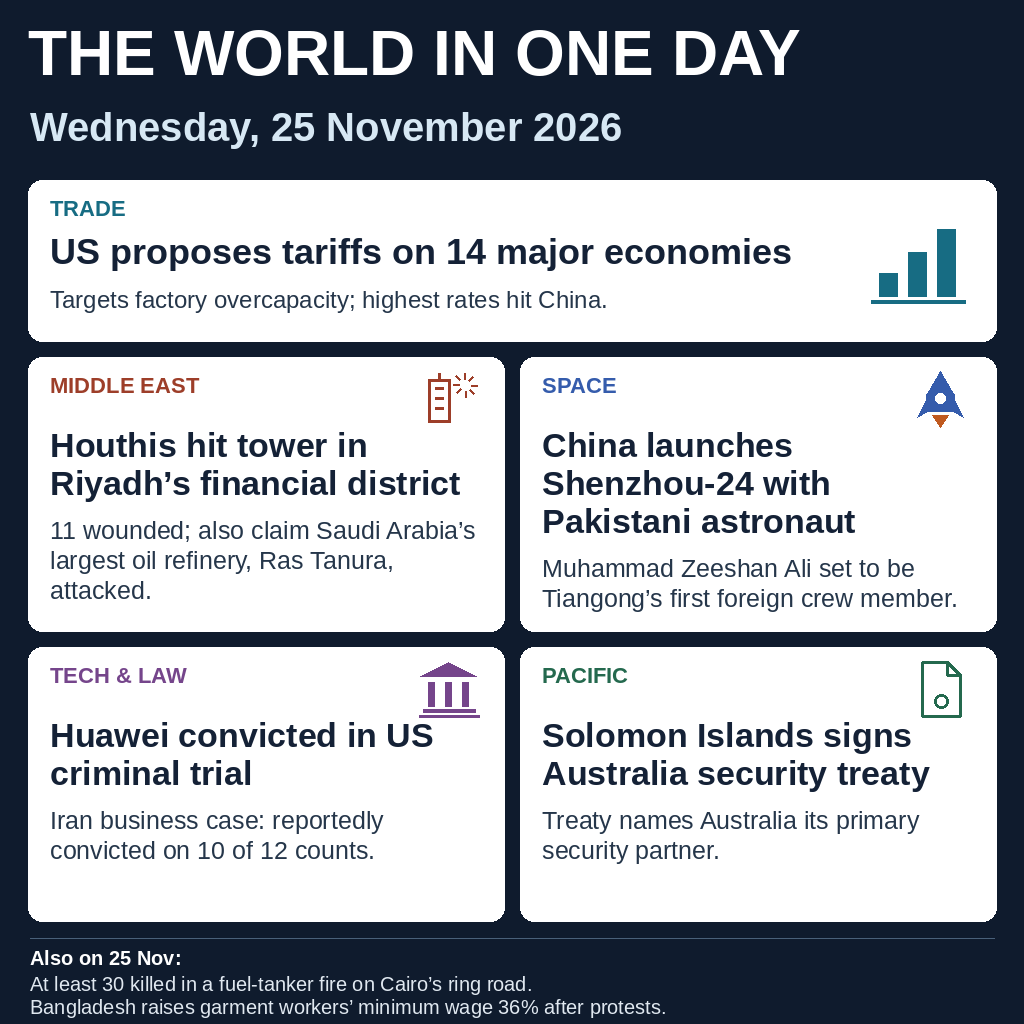 THE WORLD IN ONE DAY
Wednesday, 25 November 2026
TRADE
US proposes tariffs on 14 major economies
Targets factory overcapacity; highest rates hit China.
MIDDLE EAST
Houthis hit tower in
Riyadh’s financial district
11 wounded; also claim Saudi Arabia’s
largest oil refinery, Ras Tanura,
attacked.
SPACE
China launches
Shenzhou-24 with
Pakistani astronaut
Muhammad Zeeshan Ali set to be
Tiangong’s first foreign crew member.
TECH & LAW
Huawei convicted in US
criminal trial
Iran business case: reportedly
convicted on 10 of 12 counts.
PACIFIC
Solomon Islands signs
Australia security treaty
Treaty names Australia its primary
security partner.
Also on 25 Nov:
At least 30 killed in a fuel-tanker fire on Cairo’s ring road.
Bangladesh raises garment workers’ minimum wage 36% after protests.